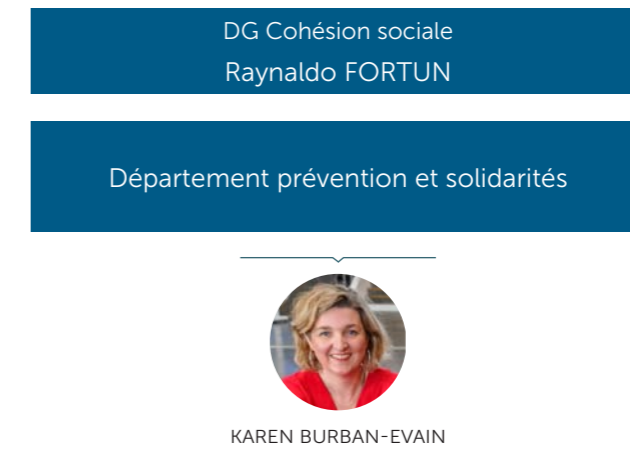 DG Cohésion sociale
Raynaldo FORTUN
Département prévention et solidarités
KAREN BURBAN-EVAIN